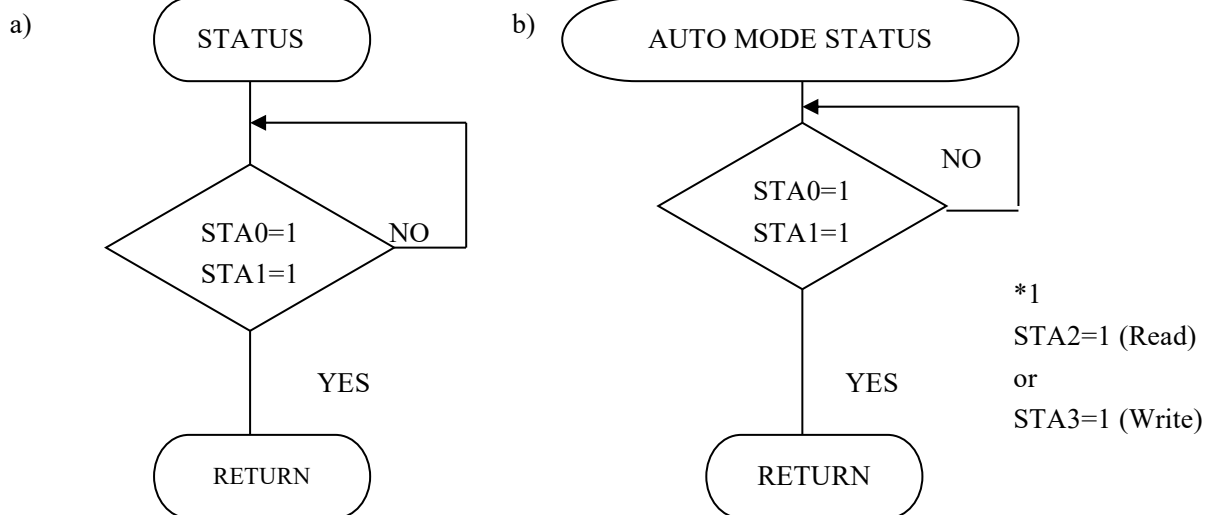 a)
STATUS
STA0=1
STA1=1
NO
YES
RETURN
b)
AUTO MODE STATUS
NO
STA0=1
STA1=1
*1
STA2=1 (Read)
or
STA3=1 (Write)
YES
RETURN